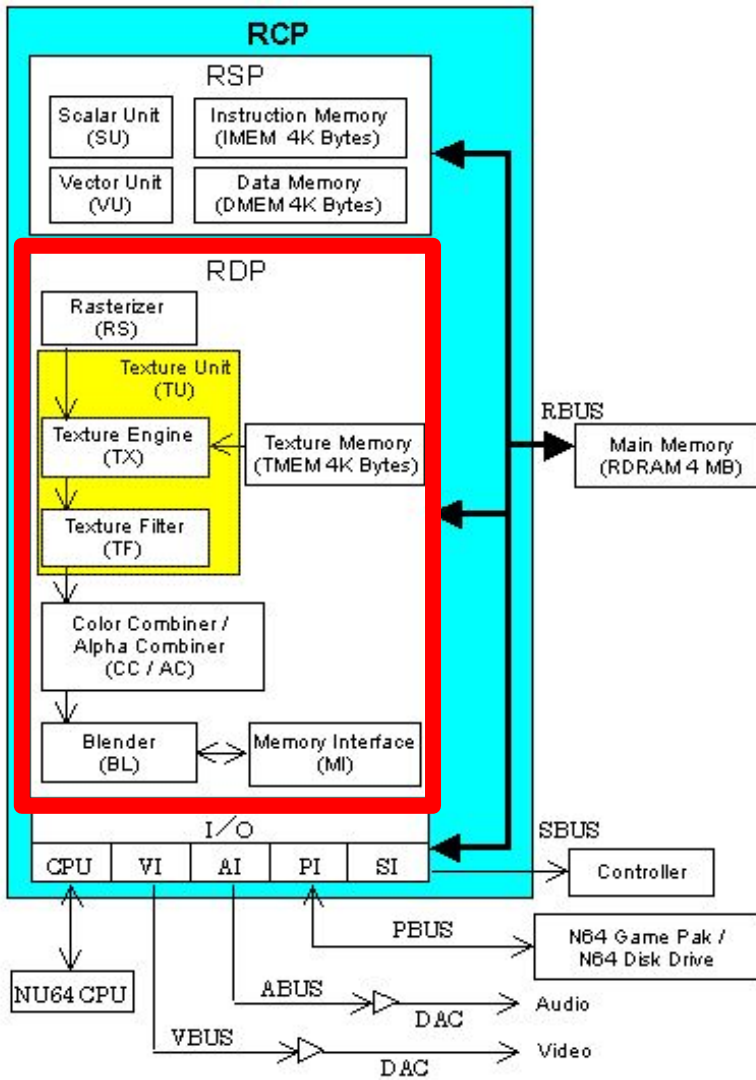 RCP
RSP
Scalar Unit
(SU)
Instruction Memory
(IMEM 4K Bytes)
Vector Unit
(VU)
Data Memory
(DMEM 4K Bytes)
RDP
Rasterizer
(RS)
Texture Unit
(TU)
Texture Engine
(TX)
Texture Memory
(TMEM 4K Bytes)
Texture Filter
(TF)
Color Combiner /
Alpha Combiner
(CC / AC)
Blender
(BL)
Memory Interface
(MI)
RBUS
Main Memory
(RDRAM 4 MB)
I/O
CPU
VI
AI
PI
SI
SBUS
Controller
PBUS
N64 Game Pak /
N64 Disk Drive
NU64 CPU
ABUS
DAC
Audio
VBUS
DAC
Video